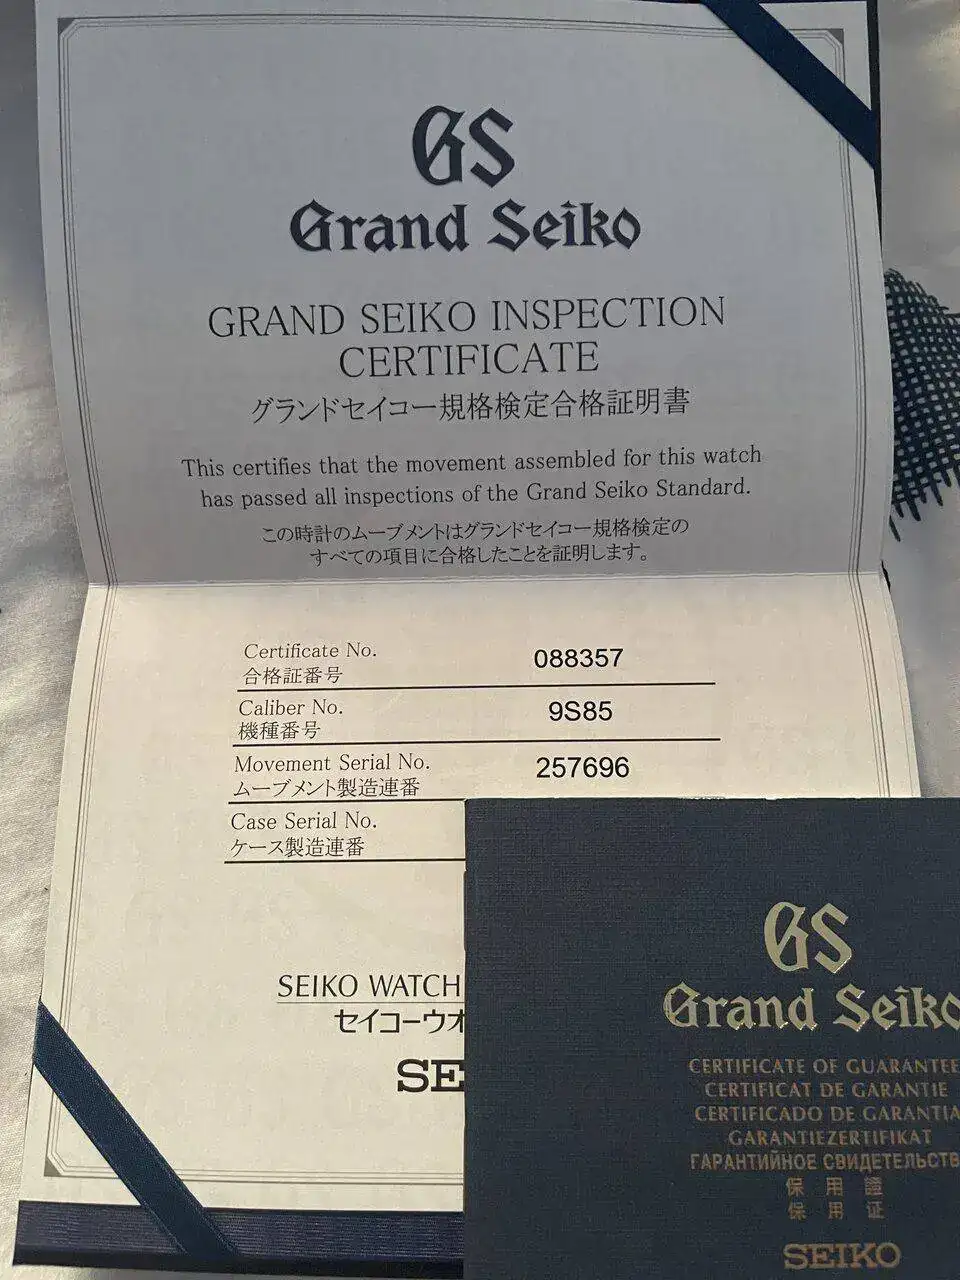 GS
Grand Seiko
GRAND SEIKO INSPECTION
CERTIFICATE
グランドセイコー規格検定合格証明書
This certifies that the movement assembled for this watch
has passed all inspections of the Grand Seiko Standard.
この時計のムーブメントはグランドセイコー規格検定の
すべての項目に合格したことを証明します。
Certificate No. 088357
合格証番号
Caliber No. 9S85
機種番号
Movement Serial No. 257696
ムーブメント製造連番
Case Serial No.
ケース製造連番
SEIKO WATCH
セイコーウオ
SE
GS
Grand Seiko
CERTIFICATE OF GUARANTEE
CERTIFICAT DE GARANTIE
CERTIFICADO DE GARANTIA
GARANTIEZERTIFIKAT
ГАРАНТИЙНОЕ СВИДЕТЕЛЬСТВ
保用證
保用证
SEIKO